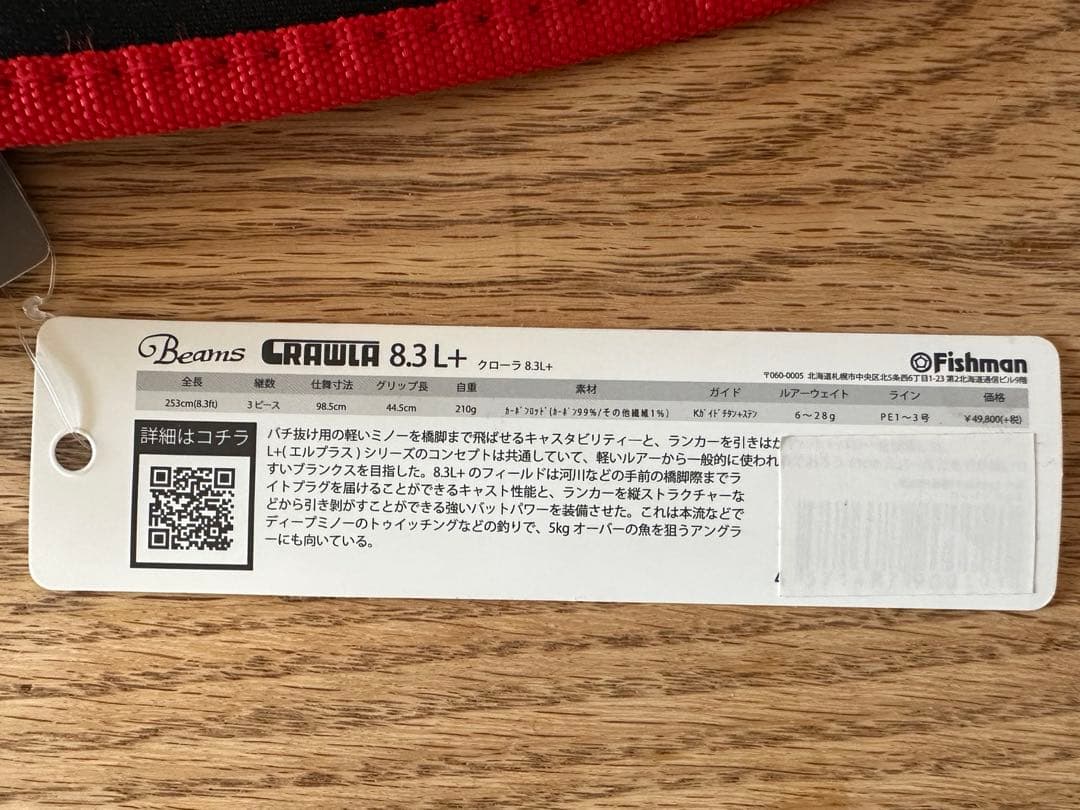 Beams CRAWLA 8.3 L+ クローラ 8.3L+
Fishman
〒060-0005 北海道札幌市中央区北5条西6丁目1-23 第2北海道通信ビル9階
全長 継数 仕舞寸法 グリップ長 自重 素材 ガイド ルアーウェイト ライン 価格
253cm(8.3ft) 3ピース 98.5cm 44.5cm 210g ｶｰﾎﾞﾝﾛｯﾄﾞ(ｶｰﾎﾞﾝ99%/その他繊維1%) Kｶﾞｲﾄﾞﾁﾀﾝ+ｽﾃﾝ 6～28g PE1～3号 ¥49,800(+税)
詳細はコチラ
バチ抜け用の軽いミノーを橋脚まで飛ばせるキャスタビリティーと、ランカーを引きはが
L+(エルプラス)シリーズのコンセプトは共通していて、軽いルアーから一般的に使われ
すいブランクスを目指した。8.3L+のフィールドは河川などの手前の橋脚際までラ
イトプラグを届けることができるキャスト性能と、ランカーを縦ストラクチャーな
どから引き剝がすことができる強いバットパワーを装備させた。これは本流などで
ディープミノーのトゥイッチングなどの釣りで、5kgオーバーの魚を狙うアングラ
ーにも向いている。